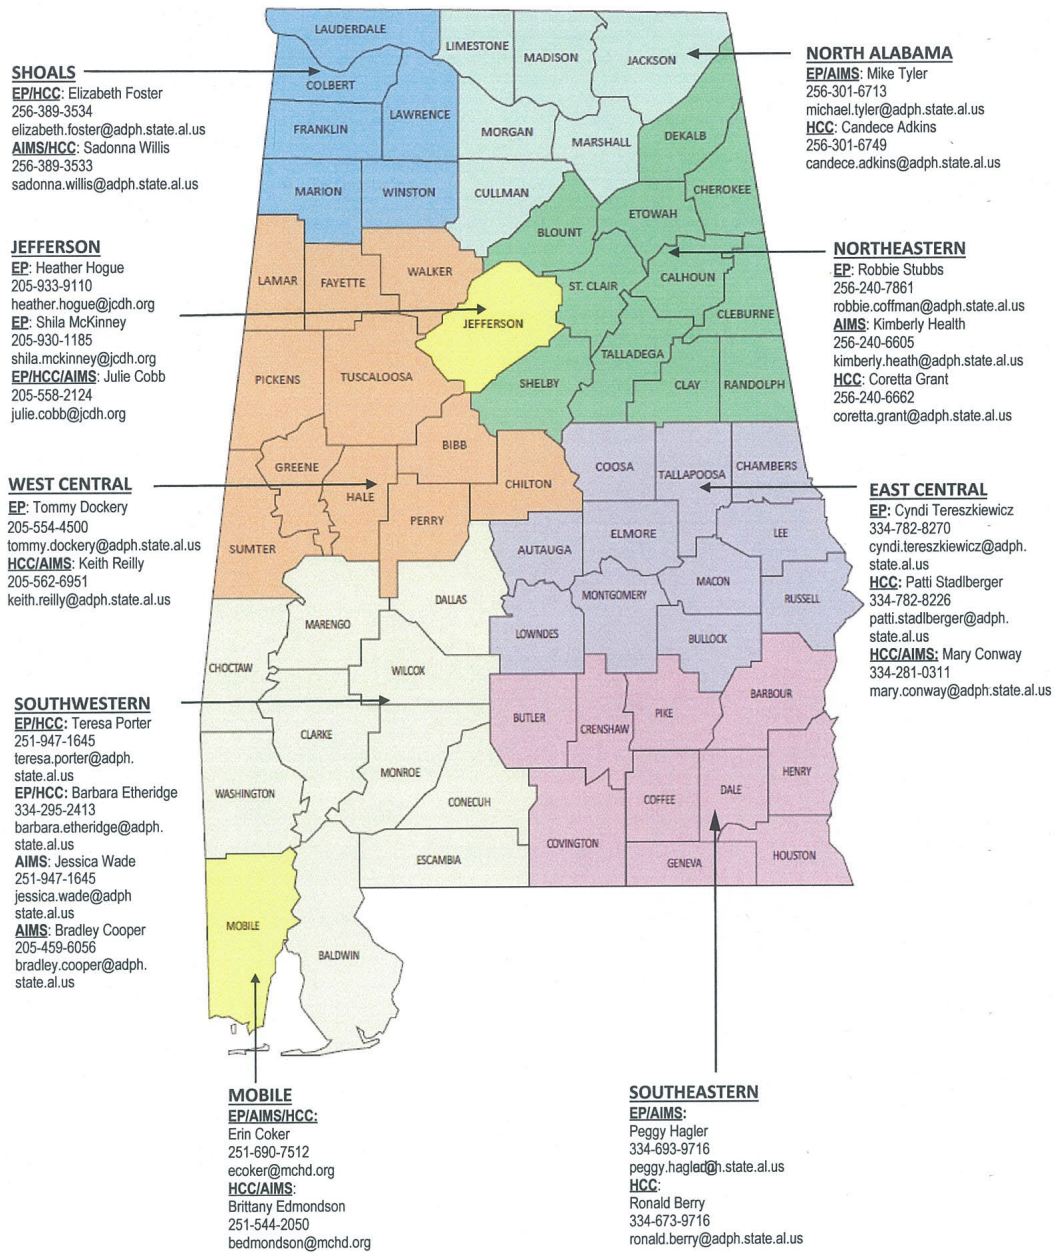 SHOALS
EP/HCC: Elizabeth Foster
256-389-3534
elizabeth.foster@adph.state.al.us
AIMS/HCC: Sadonna Willis
256-389-3533
sadonna.willis@adph.state.al.us
JEFFERSON
EP: Heather Hogue
205-933-9110
heather.hogue@jcdh.org
EP: Shila McKinney
205-930-1185
shila.mckinney@jcdh.org
EP/HCC/AIMS: Julie Cobb
205-558-2124
julie.cobb@jcdh.org
WEST CENTRAL
EP: Tommy Dockery
205-554-4500
tommy.dockery@adph.state.al.us
HCC/AIMS: Keith Reilly
205-562-6951
keith.reilly@adph.state.al.us
SOUTHWESTERN
EP/HCC: Teresa Porter
251-947-1645
teresa.porter@adph.
state.al.us
EP/HCC: Barbara Etheridge
334-295-2413
barbara.etheridge@adph.
state.al.us
AIMS: Jessica Wade
251-947-1645
jessica.wade@adph
state.al.us
AIMS: Bradley Cooper
205-459-6056
bradley.cooper@adph.
state.al.us
LAUDERDALE
LIMESTONE
MADISON
JACKSON
COLBERT
LAWRENCE
FRANKLIN
MORGAN
MARSHALL
DEKALB
MARION
WINSTON
CULLMAN
CHEROKEE
ETOWAH
BLOUNT
LAMAR
FAYETTE
WALKER
ST. CLAIR
CALHOUN
CLEBURNE
JEFFERSON
TALLADEGA
PICKENS
TUSCALOOSA
SHELBY
CLAY
RANDOLPH
BIBB
GREENE
HALE
CHILTON
COOSA
TALLAPOOSA
CHAMBERS
PERRY
SUMTER
AUTAUGA
ELMORE
LEE
MACON
DALLAS
MONTGOMERY
RUSSELL
MARENGO
LOWNDES
BULLOCK
CHOCTAW
WILCOX
BARBOUR
CLARKE
BUTLER
CRENSHAW
PIKE
MONROE
HENRY
WASHINGTON
CONECUH
COFFEE
DALE
COVINGTON
ESCAMBIA
GENEVA
HOUSTON
MOBILE
BALDWIN
NORTH ALABAMA
EP/AIMS: Mike Tyler
256-301-6713
michael.tyler@adph.state.al.us
HCC: Candece Adkins
256-301-6749
candece.adkins@adph.state.al.us
NORTHEASTERN
EP: Robbie Stubbs
256-240-7861
robbie.coffman@adph.state.al.us
AIMS: Kimberly Health
256-240-6605
kimberly.heath@adph.state.al.us
HCC: Coretta Grant
256-240-6662
coretta.grant@adph.state.al.us
EAST CENTRAL
EP: Cyndi Tereszkiewicz
334-782-8270
cyndi.tereszkiewicz@adph.
state.al.us
HCC: Patti Stadlberger
334-782-8226
patti.stadlberger@adph.
state.al.us
HCC/AIMS: Mary Conway
334-281-0311
mary.conway@adph.state.al.us
MOBILE
EP/AIMS/HCC:
Erin Coker
251-690-7512
ecoker@mchd.org
HCC/AIMS:
Brittany Edmondson
251-544-2050
bedmondson@mchd.org
SOUTHEASTERN
EP/AIMS:
Peggy Hagler
334-693-9716
HCC:
Ronald Berry
334-673-9716
ronald.berry@adph.state.al.us